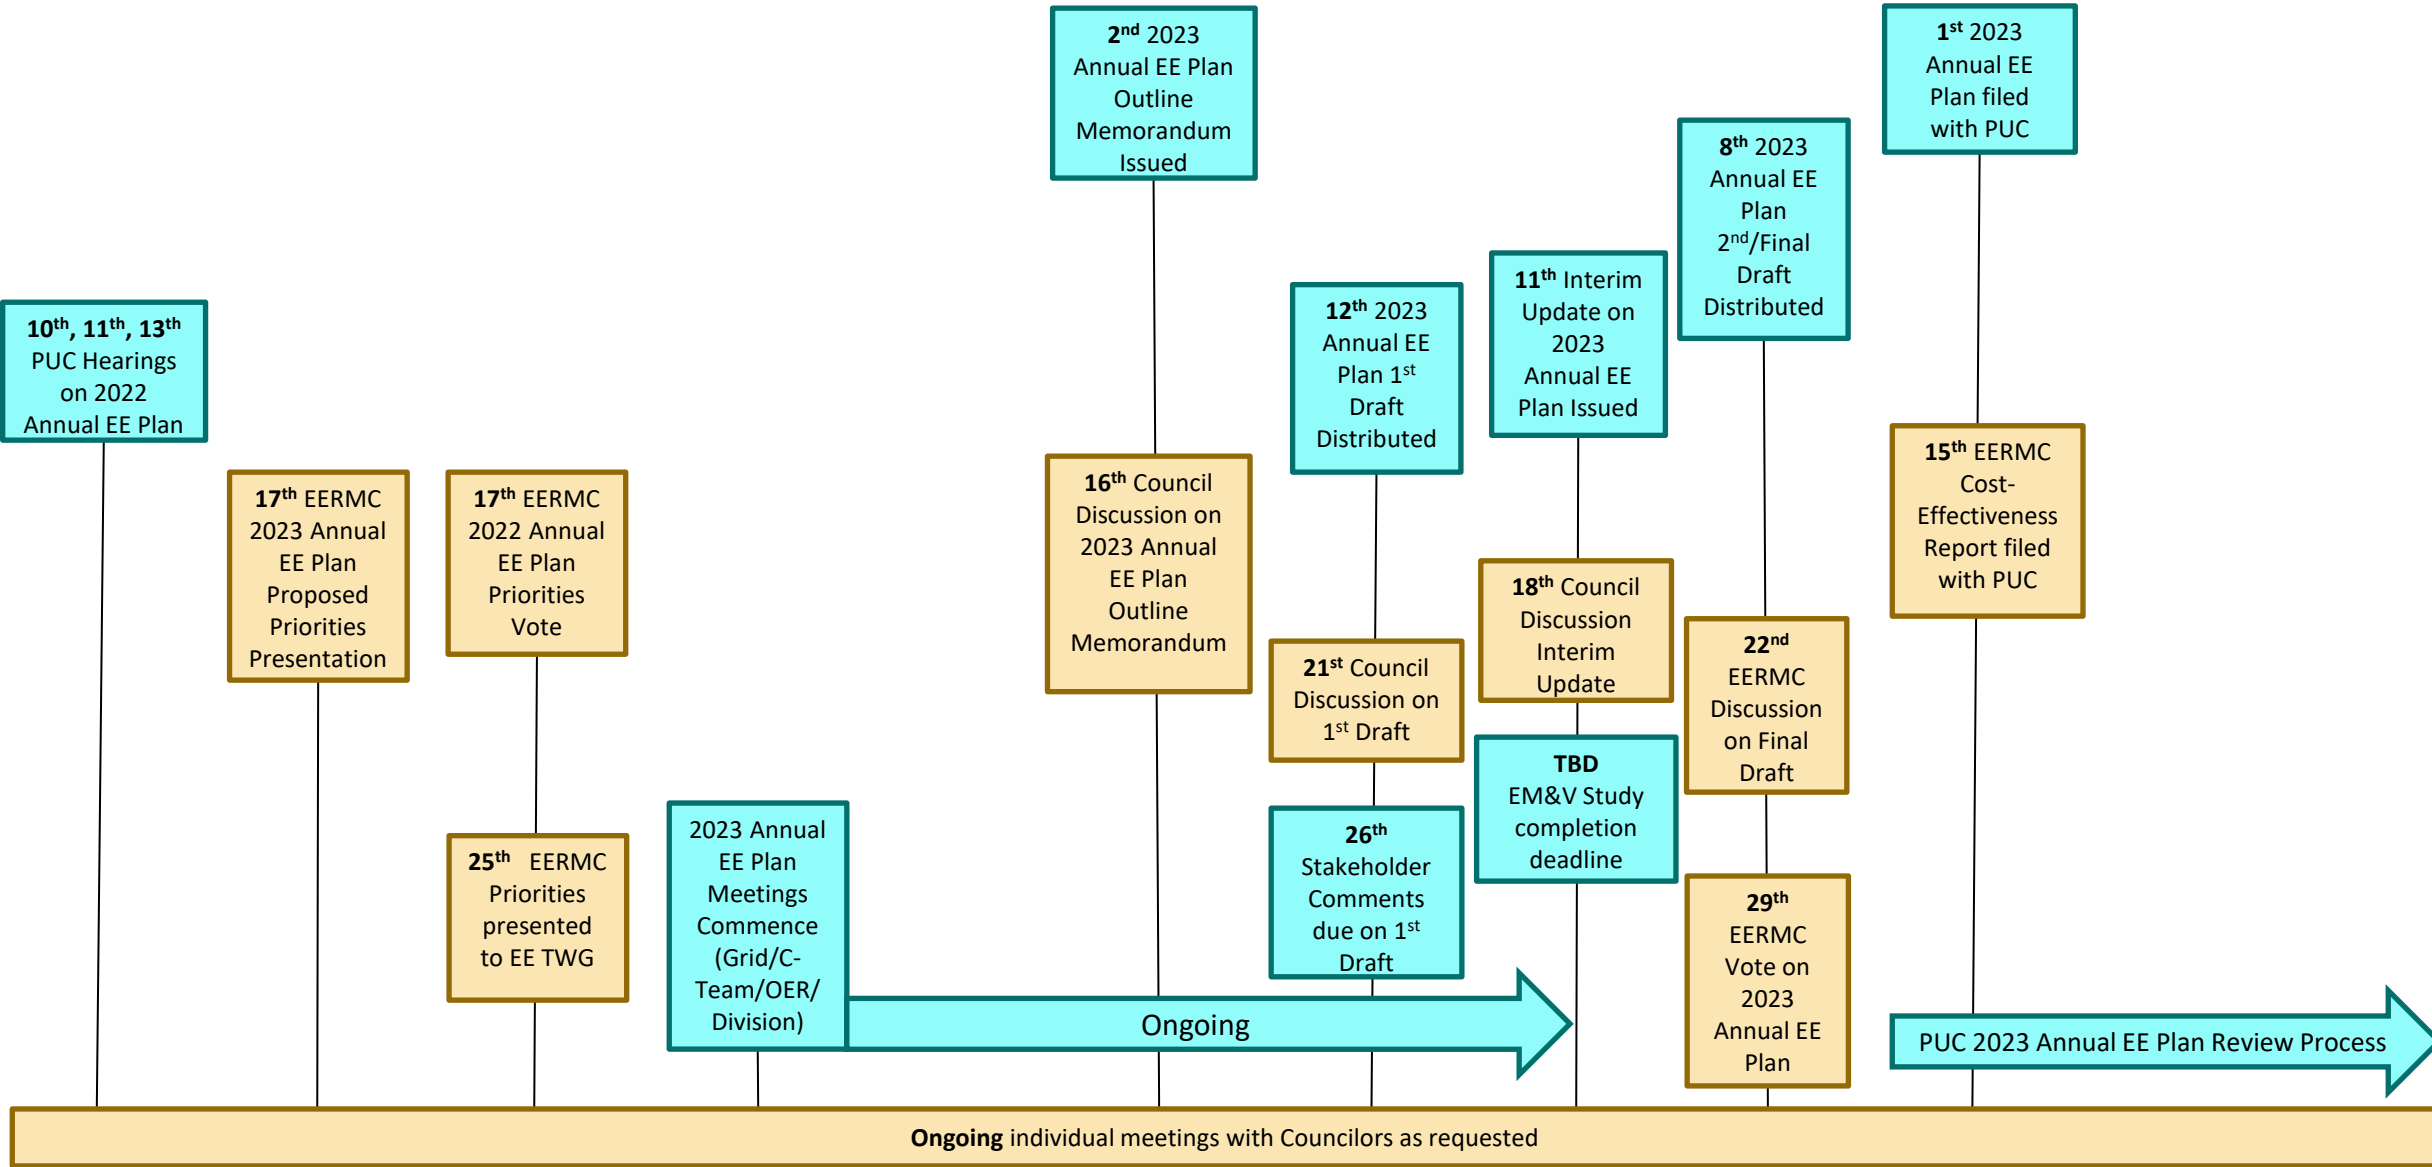 10th, 11th, 13th
PUC Hearings
on 2022
Annual EE Plan
17th EERMC
2023 Annual
EE Plan
Proposed
Priorities
Presentation
17th EERMC
2022 Annual
EE Plan
Priorities
Vote
25th EERMC
Priorities
presented
to EE TWG
2023 Annual
EE Plan
Meetings
Commence
(Grid/C-
Team/OER/
Division)
Ongoing
2nd 2023
Annual EE Plan
Outline
Memorandum
Issued
16th Council
Discussion on
2023 Annual
EE Plan
Outline
Memorandum
12th 2023
Annual EE
Plan 1st
Draft
Distributed
21st Council
Discussion on
1st Draft
26th
Stakeholder
Comments
due on 1st
Draft
11th Interim
Update on
2023
Annual EE
Plan Issued
18th Council
Discussion
Interim
Update
TBD
EM&V Study
completion
deadline
8th 2023
Annual EE
Plan
2nd/Final
Draft
Distributed
22nd
EERMC
Discussion
on Final
Draft
29th
EERMC
Vote on
2023
Annual EE
Plan
1st 2023
Annual EE
Plan filed
with PUC
15th EERMC
Cost-
Effectiveness
Report filed
with PUC
PUC 2023 Annual EE Plan Review Process
Ongoing individual meetings with Councilors as requested